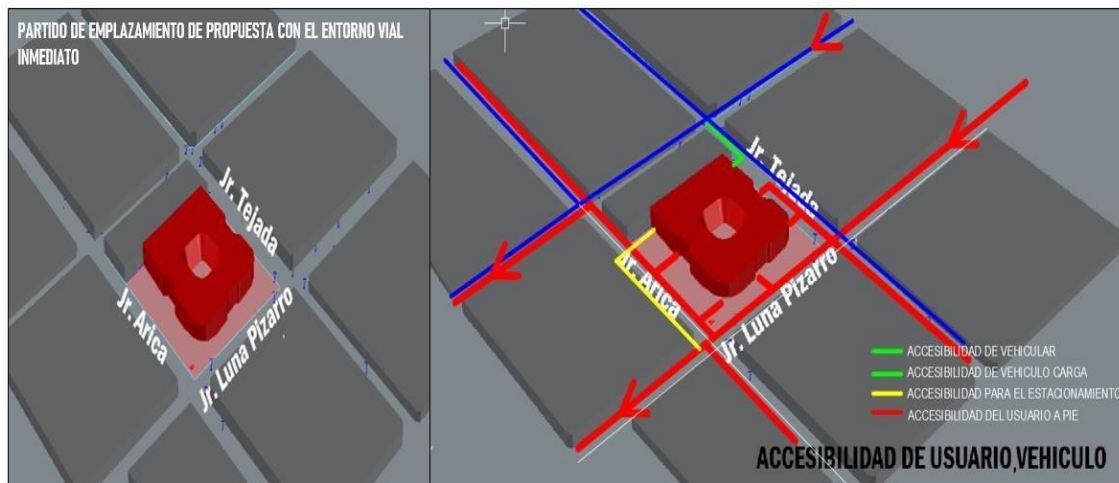 PARTIDO DE EMPLAZAMIENTO DE PROPUESTA CON EL ENTORNO VIAL
INMEDIATO
Jr. Tejada
Jr. Arica
Jr. Luna Pizarro
Jr. Tejada
Jr. Arica
Jr. Luna Pizarro
ACCESIBILIDAD DE VEHICULAR
ACCESIBILIDAD DE VEHICULO CARGA
ACCESIBILIDAD PARA EL ESTACIONAMIENTO
ACCESIBILIDAD DEL USUARIO A PIE
ACCESIBILIDAD DE USUARIO,VEHICULO